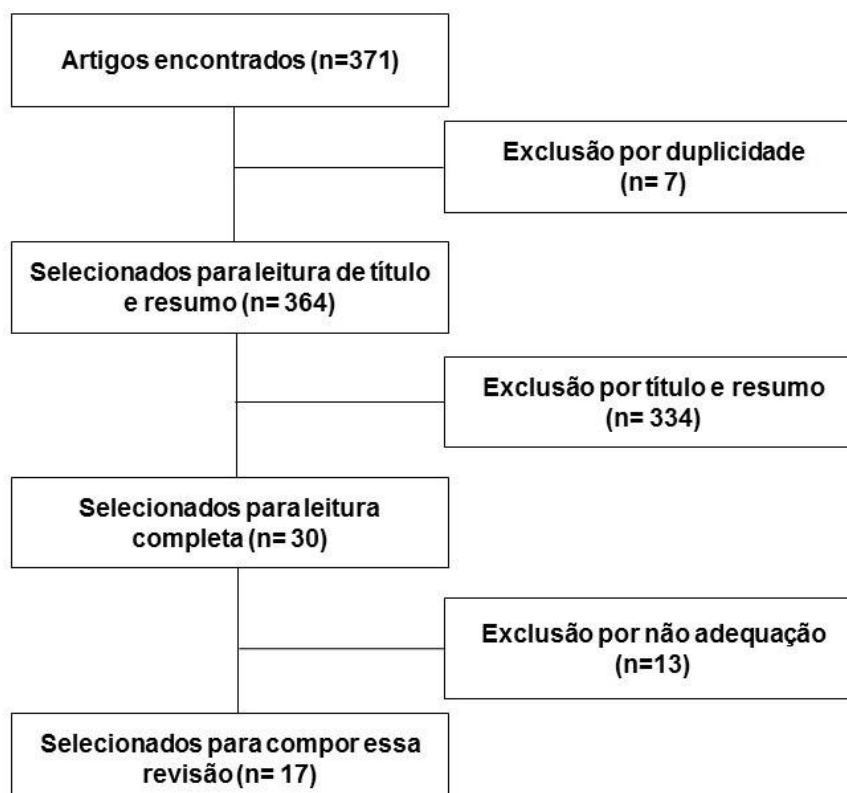 Artigos encontrados (n=371)
Exclusão por duplicidade
(n= 7)
Selecionados para leitura de título
e resumo (n= 364)
Exclusão por título e resumo
(n= 334)
Selecionados para leitura
completa (n= 30)
Exclusão por não adequação
(n=13)
Selecionados para compor essa
revisão (n= 17)